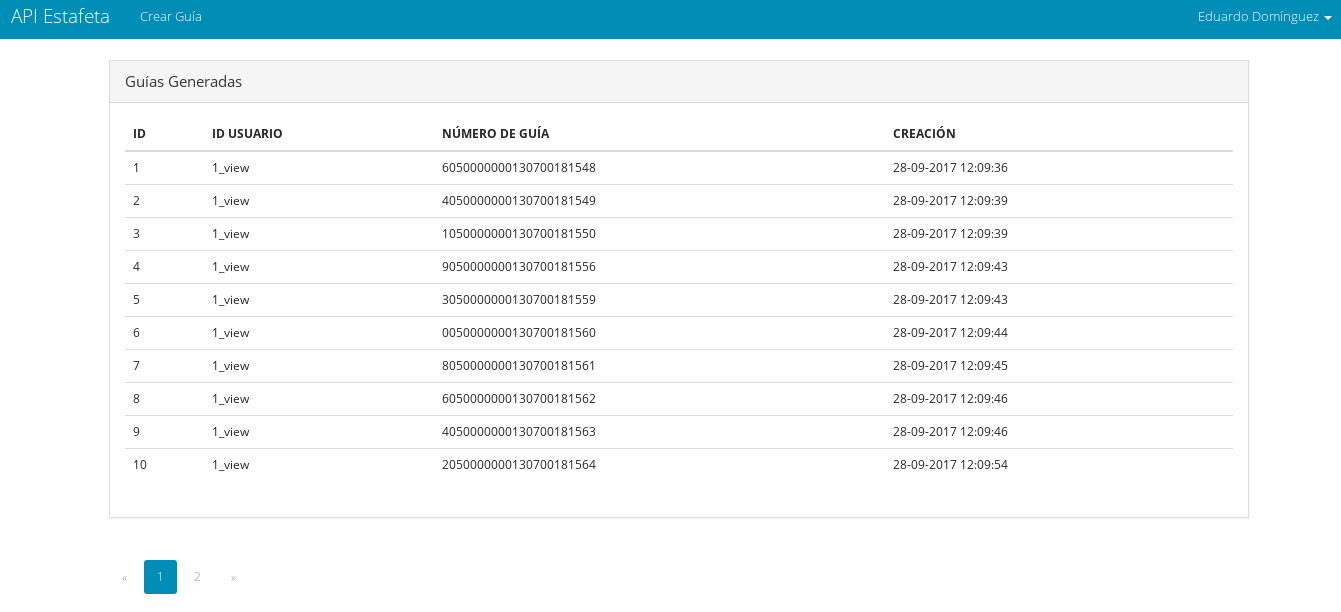 API Estafeta Crear Guía Eduardo Domínguez
Guías Generadas
ID ID USUARIO NÚMERO DE GUÍA CREACIÓN
1 1_view 6050000000130700181548 28-09-2017 12:09:36
2 1_view 4050000000130700181549 28-09-2017 12:09:39
3 1_view 1050000000130700181550 28-09-2017 12:09:39
4 1_view 9050000000130700181556 28-09-2017 12:09:43
5 1_view 3050000000130700181559 28-09-2017 12:09:43
6 1_view 0050000000130700181560 28-09-2017 12:09:44
7 1_view 8050000000130700181561 28-09-2017 12:09:45
8 1_view 6050000000130700181562 28-09-2017 12:09:46
9 1_view 4050000000130700181563 28-09-2017 12:09:46
10 1_view 2050000000130700181564 28-09-2017 12:09:54
« 1 2 »